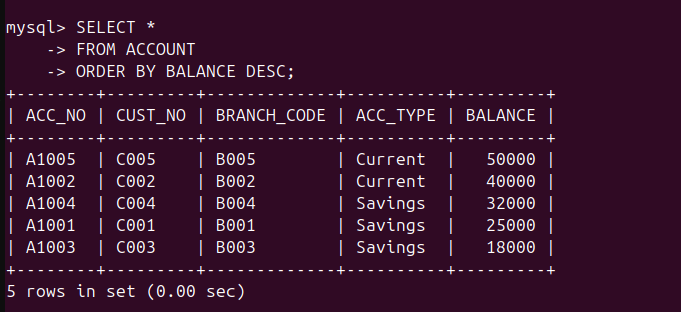 mysql> SELECT *
    -> FROM ACCOUNT
    -> ORDER BY BALANCE DESC;
+--------+---------+-------------+----------+---------+
| ACC_NO | CUST_NO | BRANCH_CODE | ACC_TYPE | BALANCE |
+--------+---------+-------------+----------+---------+
| A1005  | C005    | B005        | Current  |   50000 |
| A1002  | C002    | B002        | Current  |   40000 |
| A1004  | C004    | B004        | Savings  |   32000 |
| A1001  | C001    | B001        | Savings  |   25000 |
| A1003  | C003    | B003        | Savings  |   18000 |
+--------+---------+-------------+----------+---------+
5 rows in set (0.00 sec)